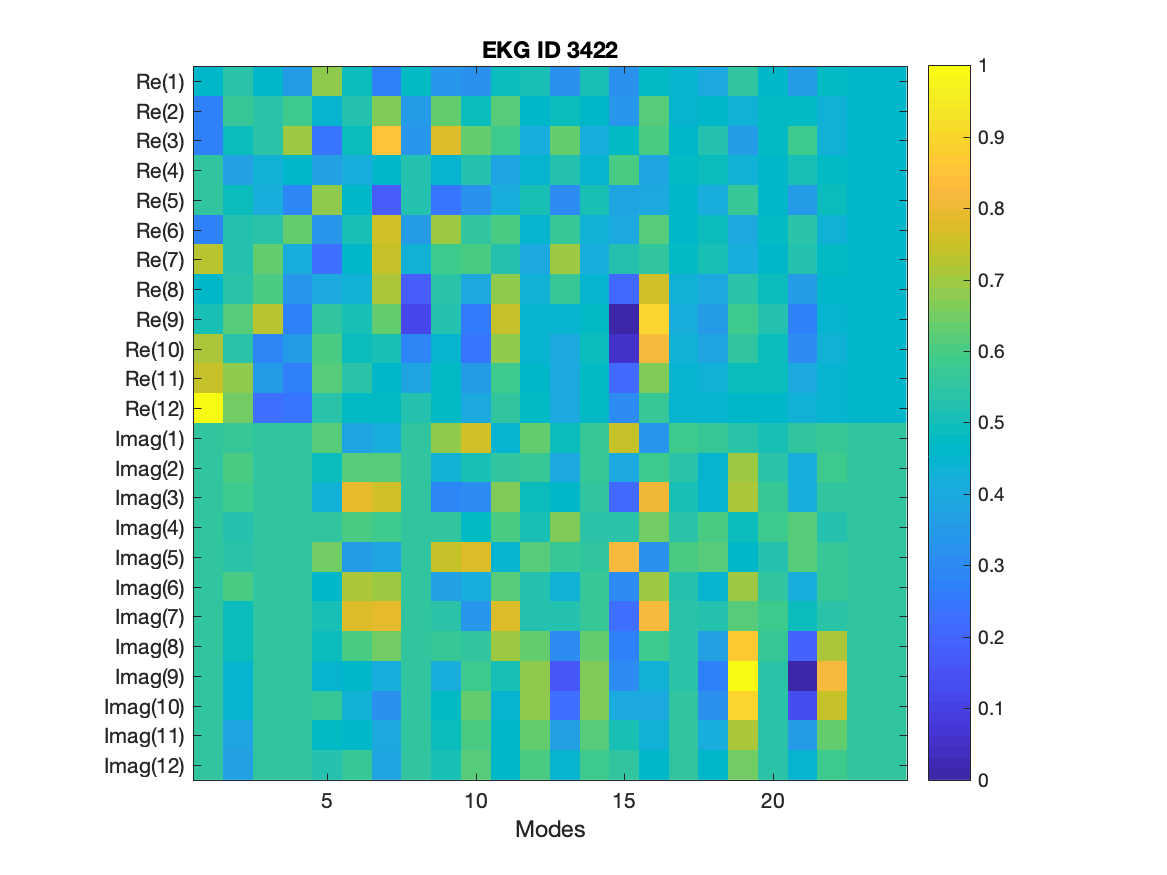 EKG ID 3422
Re(1)
Re(2)
Re(3)
Re(4)
Re(5)
Re(6)
Re(7)
Re(8)
Re(9)
Re(10)
Re(11)
Re(12)
Imag(1)
Imag(2)
Imag(3)
Imag(4)
Imag(5)
Imag(6)
Imag(7)
Imag(8)
Imag(9)
Imag(10)
Imag(11)
Imag(12)
5 10 15 20
Modes
1
0.9
0.8
0.7
0.6
0.5
0.4
0.3
0.2
0.1
0